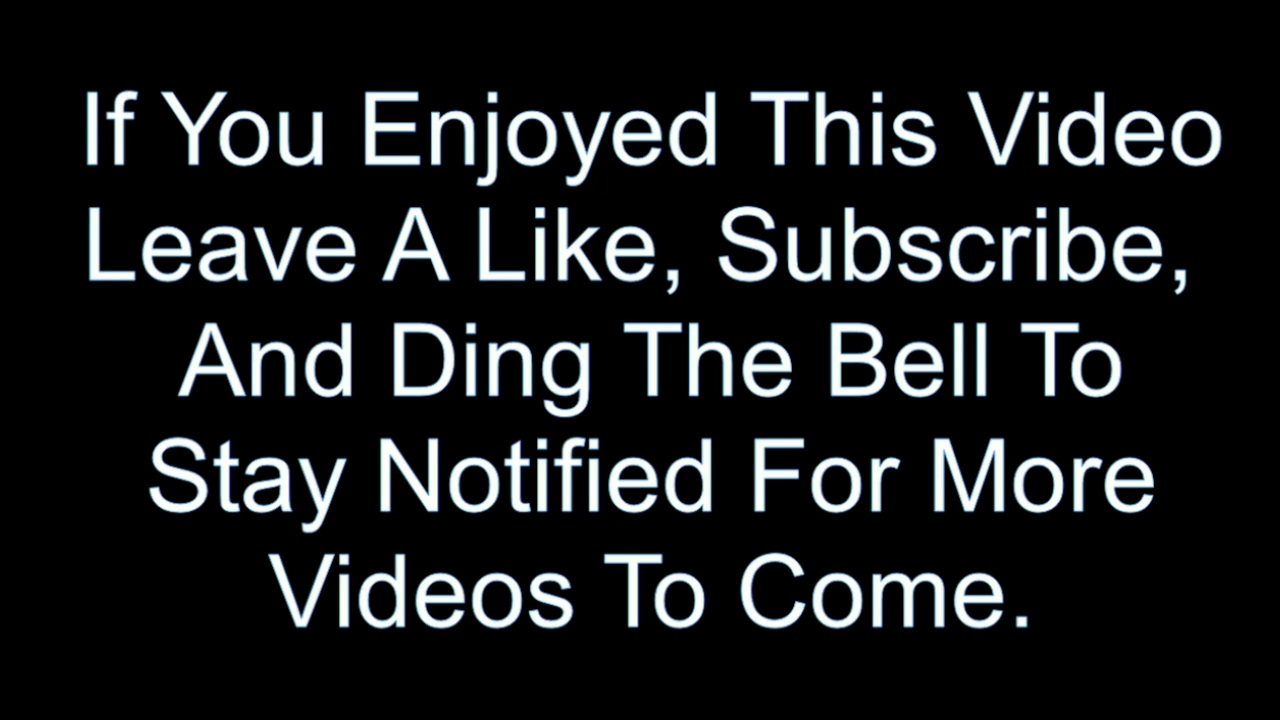 If You Enjoyed This Video
Leave A Like, Subscribe,
And Ding The Bell To
Stay Notified For More
Videos To Come.